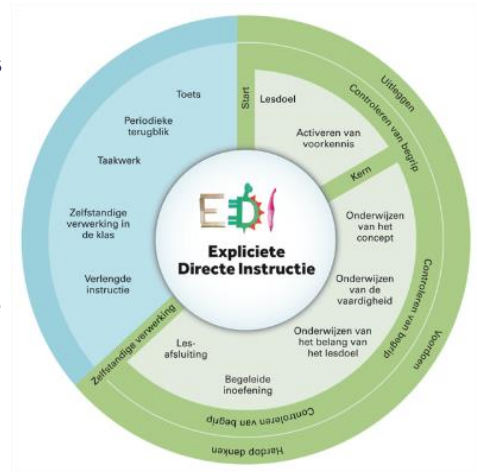 EDI
Expliciete
Directe Instructie
Start
Lesdoel
Activeren van
voorkennis
Kern
Onderwijzen
van het
concept
Onderwijzen
van de
vaardigheid
Onderwijzen van
het belang van
het lesdoel
Begeleide
inoefening
Les-
afsluiting
Zelfstandige verwerking
Verlengde
instructie
Zelfstandige
verwerking in
de klas
Taakwerk
Periodieke
terugblik
Toets
Controleren van begrip
Controleren van begrip
Controleren van begrip
Uitleggen
Voordoen
Hardop denken